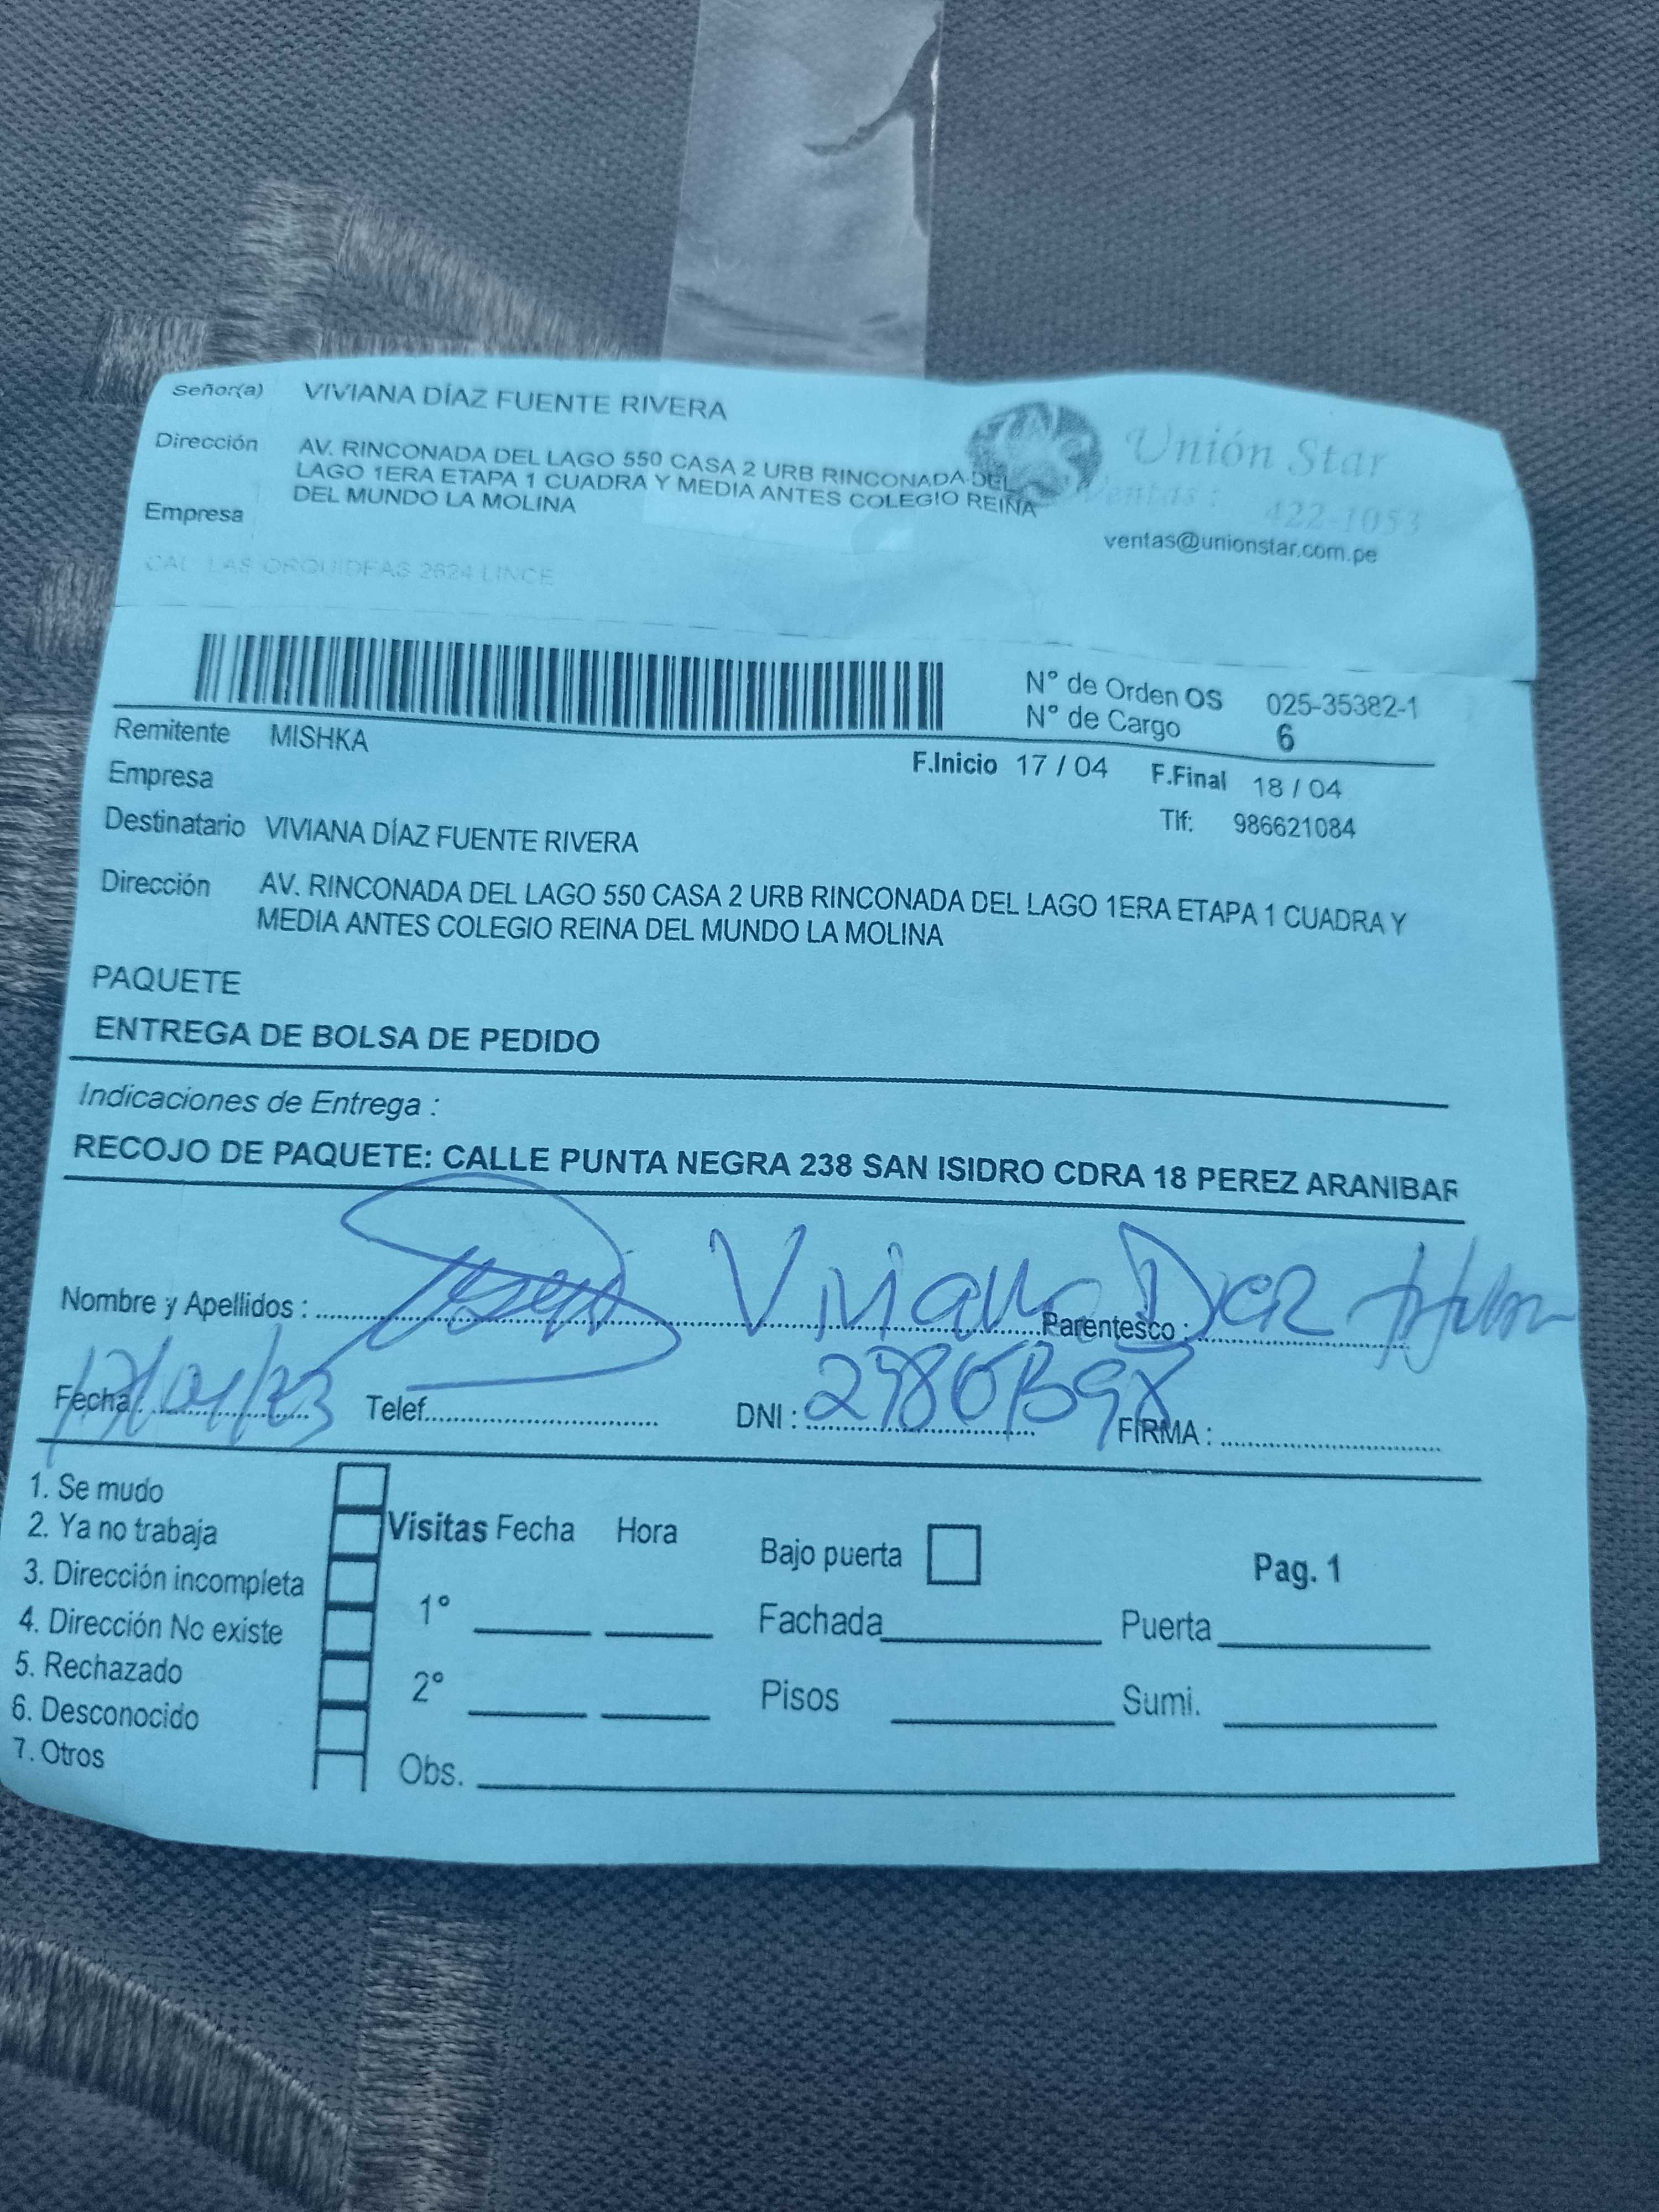 Señor(a) VIVIANA DÍAZ FUENTE RIVERA
Dirección AV. RINCONADA DEL LAGO 550 CASA 2 URB RINCONADA DEL
LAGO 1ERA ETAPA 1 CUADRA Y MEDIA ANTES COLEGIO REINA
DEL MUNDO LA MOLINA
Empresa
CAL LAS ORQUIDEAS 2624 LINCE
Unión Star
Ventas :
422-1053
ventas@unionstar.com.pe
N° de Orden OS 025-35382-1
N° de Cargo 6
Remitente MISHKA
F.Inicio 17 / 04 F.Final 18 / 04
Empresa
Tlf: 986621084
Destinatario VIVIANA DÍAZ FUENTE RIVERA
Dirección AV. RINCONADA DEL LAGO 550 CASA 2 URB RINCONADA DEL LAGO 1ERA ETAPA 1 CUADRA Y
MEDIA ANTES COLEGIO REINA DEL MUNDO LA MOLINA
PAQUETE
ENTREGA DE BOLSA DE PEDIDO
Indicaciones de Entrega :
RECOJO DE PAQUETE: CALLE PUNTA NEGRA 238 SAN ISIDRO CDRA 18 PEREZ ARANIBAR
Nombre y Apellidos : Viviana Parentesco :
Fecha: Telef. DNI : FIRMA :
1. Se mudo
2. Ya no trabaja
3. Dirección incompleta
4. Dirección No existe
5. Rechazado
6. Desconocido
7. Otros
Visitas Fecha Hora
1°
2°
Obs.
Bajo puerta
Pag. 1
Fachada Puerta
Pisos Sumi.